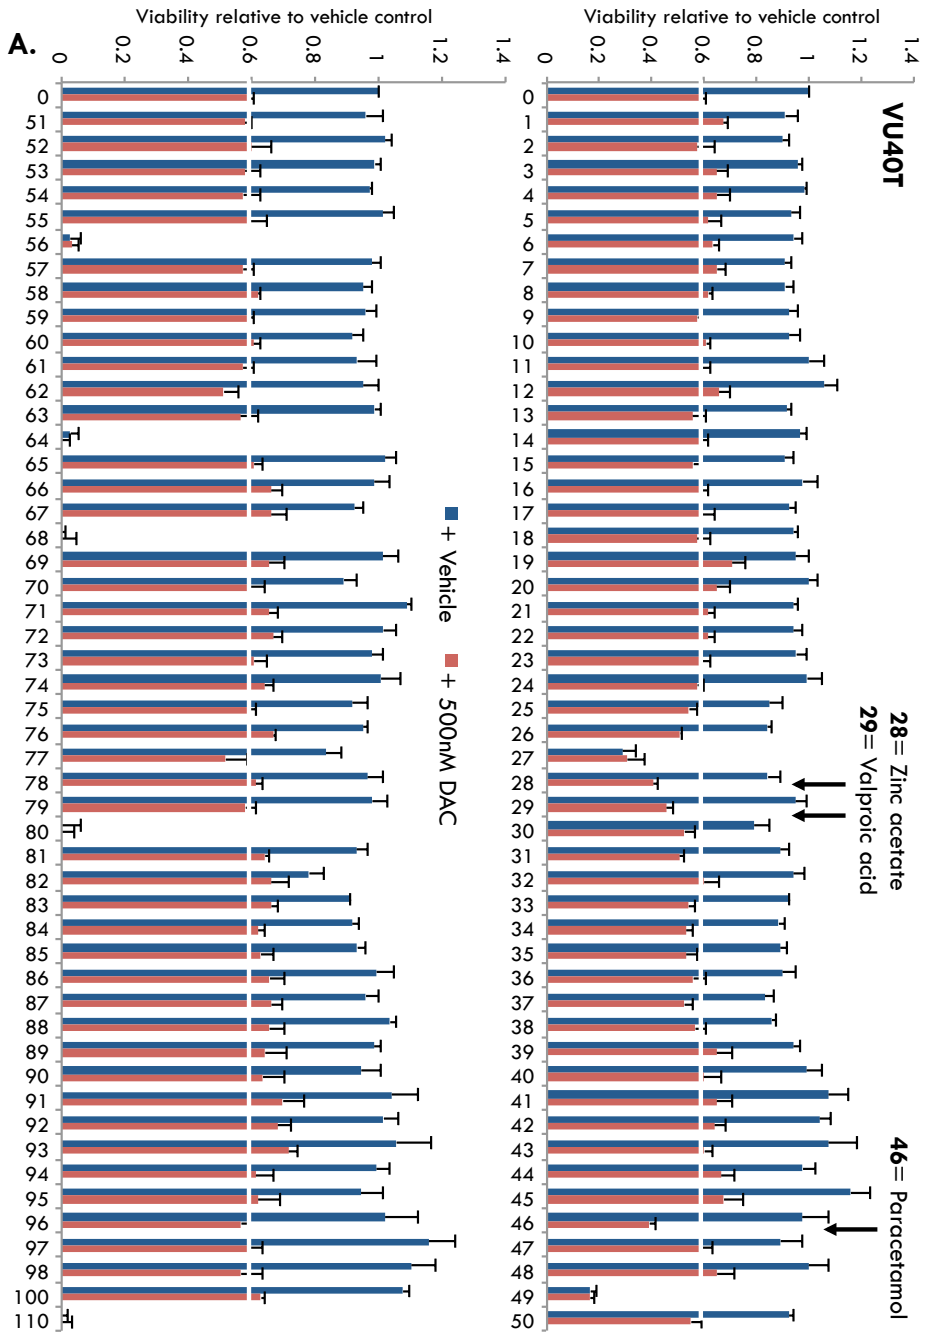 A.
VU40T
28= Zinc acetate
29= Valproic acid
46= Paracetamol
Viability relative to vehicle control
1.4
1.2
1
0.8
0.6
0.4
0.2
0
0 1 2 3 4 5 6 7 8 9 10 11 12 13 14 15 16 17 18 19 20 21 22 23 24 25 26 27 28 29 30 31 32 33 34 35 36 37 38 39 40 41 42 43 44 45 46 47 48 49 50
+ Vehicle + 500nM DAC
Viability relative to vehicle control
1.4
1.2
1
0.8
0.6
0.4
0.2
0
0 51 52 53 54 55 56 57 58 59 60 61 62 63 64 65 66 67 68 69 70 71 72 73 74 75 76 77 78 79 80 81 82 83 84 85 86 87 88 89 90 91 92 93 94 95 96 97 98 100 110